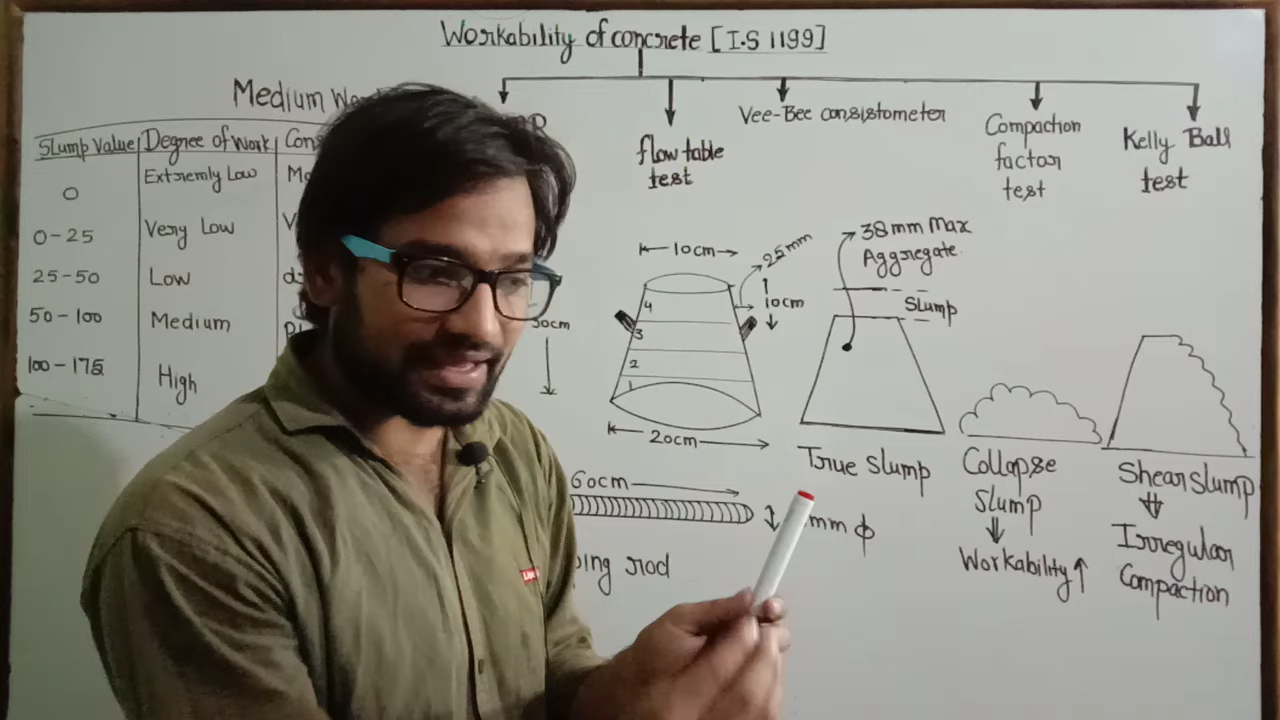 Workability of concrete [I.S 1199]
Medium
flow table
test
Vee-Bee consistometer
Compaction
factor
test
Kelly Ball
test
Slump Value Degree of Work
0 Extremly Low
0-25 Very Low
25-50 Low
50-100 Medium
100-175 High
10cm
25mm
10cm
4
3
2
1
20cm
38mm Max
Aggregate
Slump
True Slump
Collapse
Slump
Workability↑
Shear slump
Irregular
Compaction
60cm
mm ф
rod